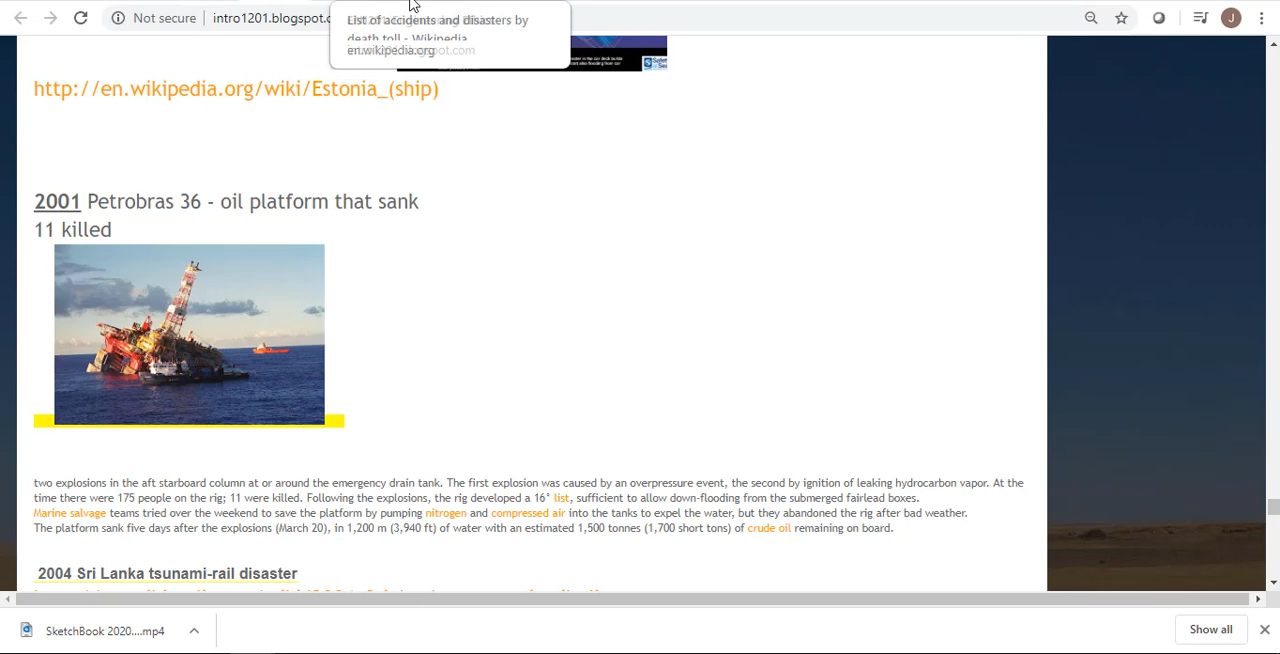 Not secure
intro1201.blogspot.c
List of accidents and disasters by
death toll - Wikipedia
en.wikipedia.org
J
http://en.wikipedia.org/wiki/Estonia_(ship)
2001 Petrobras 36 - oil platform that sank
11 killed
two explosions in the aft starboard column at or around the emergency drain tank. The first explosion was caused by an overpressure event, the second by ignition of leaking hydrocarbon vapor. At the
time there were 175 people on the rig; 11 were killed. Following the explosions, the rig developed a 16° list, sufficient to allow down-flooding from the submerged fairlead boxes.
Marine salvage teams tried over the weekend to save the platform by pumping nitrogen and compressed air into the tanks to expel the water, but they abandoned the rig after bad weather.
The platform sank five days after the explosions (March 20), in 1,200 m (3,940 ft) of water with an estimated 1,500 tonnes (1,700 short tons) of crude oil remaining on board.
2004 Sri Lanka tsunami-rail disaster
SketchBook 2020....mp4
Show all